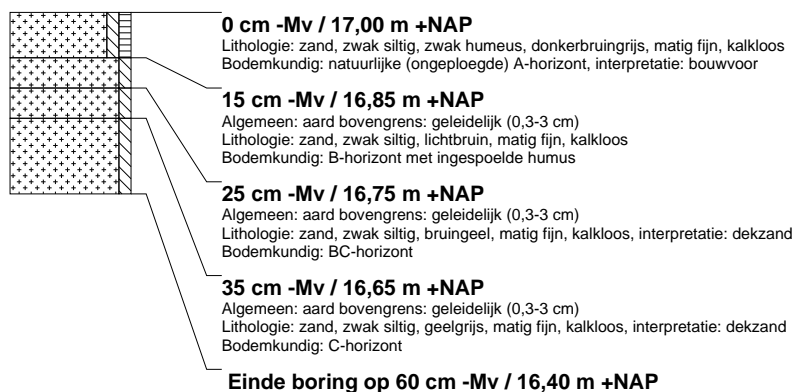 0 cm -Mv / 17,00 m +NAP
Lithologie: zand, zwak siltig, zwak humeus, donkerbruingrijs, matig fijn, kalkloos
Bodemkundig: natuurlijke (ongeploegde) A-horizont, interpretatie: bouwvoor
15 cm -Mv / 16,85 m +NAP
Algemeen: aard bovengrens: geleidelijk (0,3-3 cm)
Lithologie: zand, zwak siltig, lichtbruin, matig fijn, kalkloos
Bodemkundig: B-horizont met ingespoelde humus
25 cm -Mv / 16,75 m +NAP
Algemeen: aard bovengrens: geleidelijk (0,3-3 cm)
Lithologie: zand, zwak siltig, bruingeel, matig fijn, kalkloos, interpretatie: dekzand
Bodemkundig: BC-horizont
35 cm -Mv / 16,65 m +NAP
Algemeen: aard bovengrens: geleidelijk (0,3-3 cm)
Lithologie: zand, zwak siltig, geelgrijs, matig fijn, kalkloos, interpretatie: dekzand
Bodemkundig: C-horizont
Einde boring op 60 cm -Mv / 16,40 m +NAP